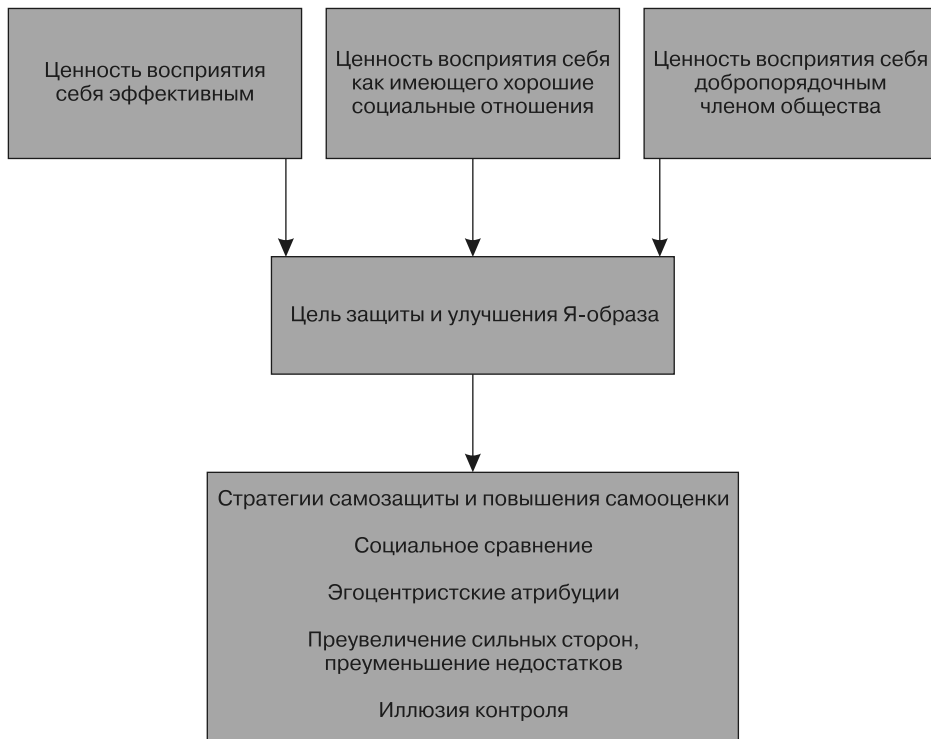 Ценность восприятия
себя эффективным
Ценность восприятия себя
как имеющего хорошие
социальные отношения
Ценность восприятия себя
добропорядочным
членом общества
Цель защиты и улучшения Я-образа
Стратегии самозащиты и повышения самооценки
Социальное сравнение
Эгоцентристские атрибуции
Преувеличение сильных сторон,
преуменьшение недостатков
Иллюзия контроля